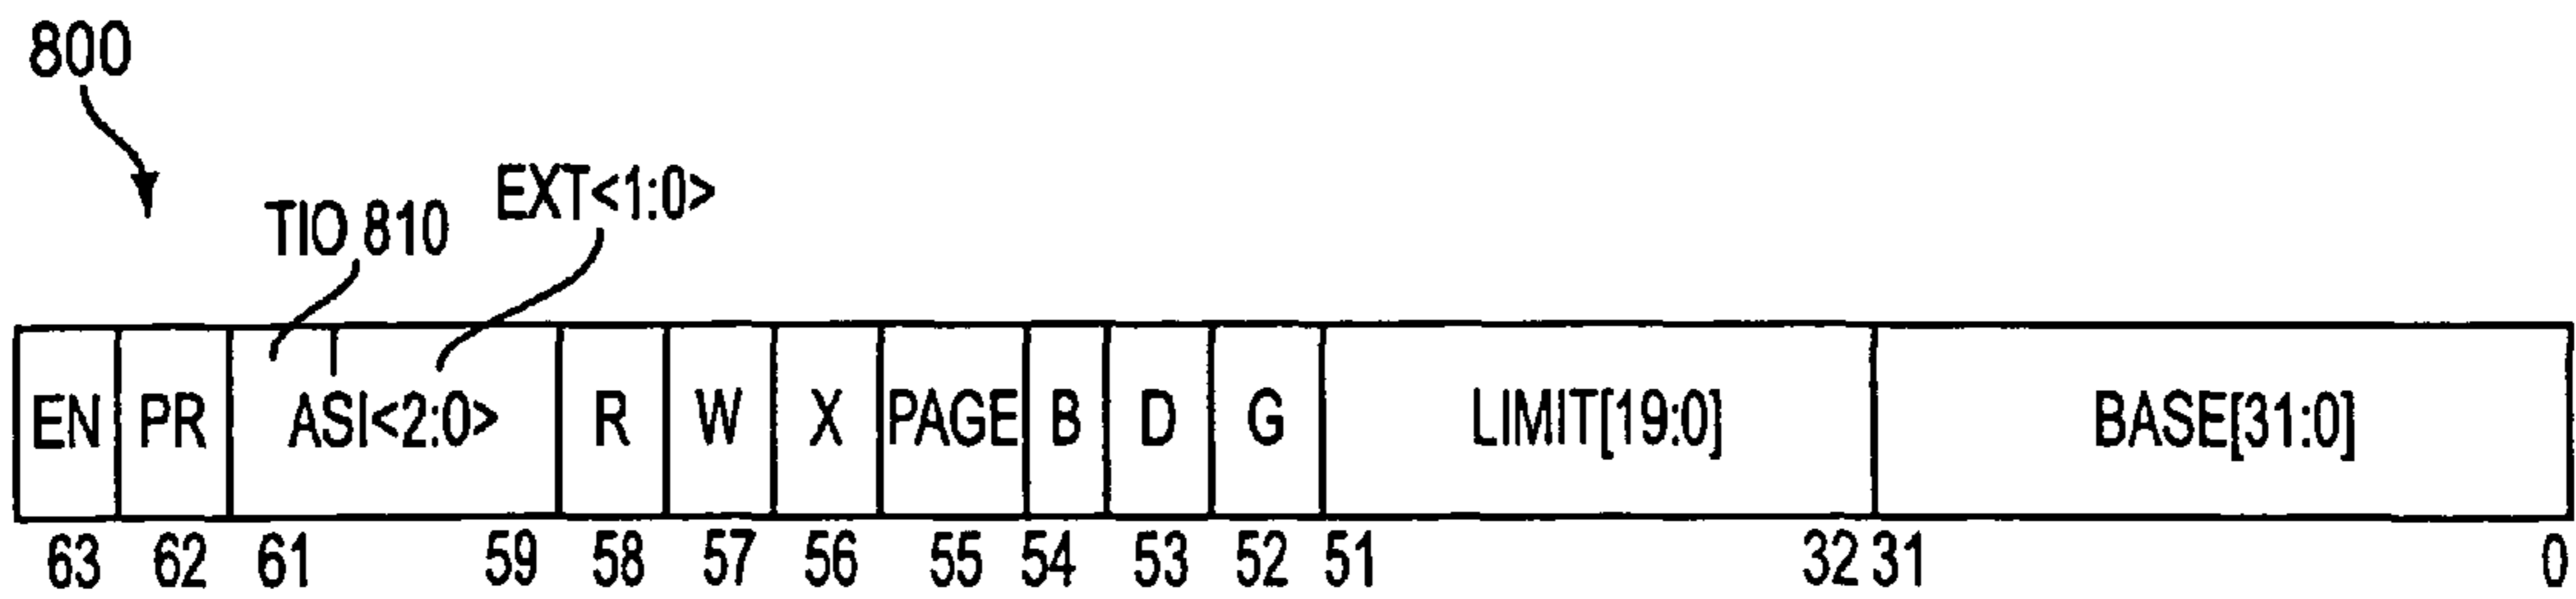 800
TIO 810
EXT<1:0>
EN PR ASI<2:0> R W X PAGE B D G LIMIT[19:0] BASE[31:0]
63 62 61 59 58 57 56 55 54 53 52 51 32 31 0